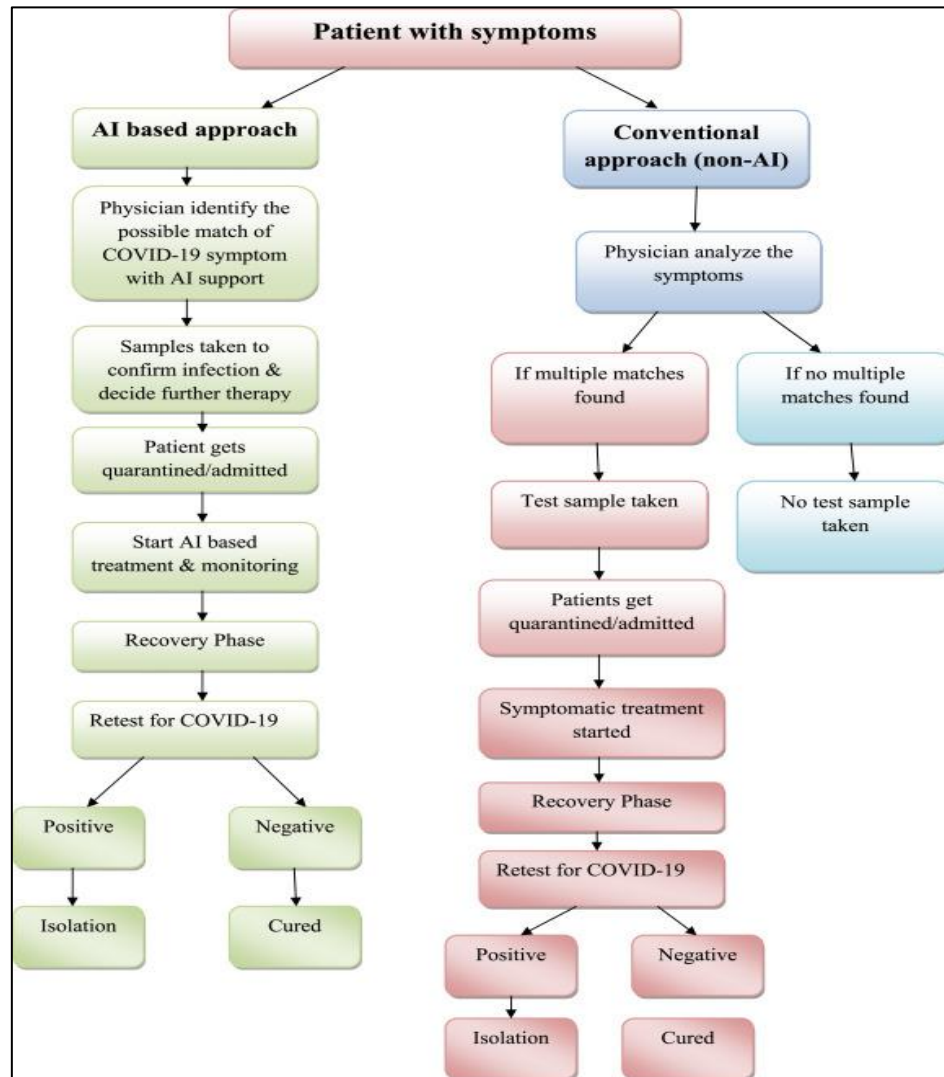 Patient with symptoms
AI based approach
Physician identify the
possible match of
COVID-19 symptom
with AI support
Samples taken to
confirm infection &
decide further therapy
Patient gets
quarantined/admitted
Start AI based
treatment & monitoring
Recovery Phase
Retest for COVID-19
Positive
Negative
Isolation
Cured
Conventional
approach (non-AI)
Physician analyze the
symptoms
If multiple matches
found
If no multiple
matches found
Test sample taken
No test sample
taken
Patients get
quarantined/admitted
Symptomatic treatment
started
Recovery Phase
Retest for COVID-19
Positive
Negative
Isolation
Cured